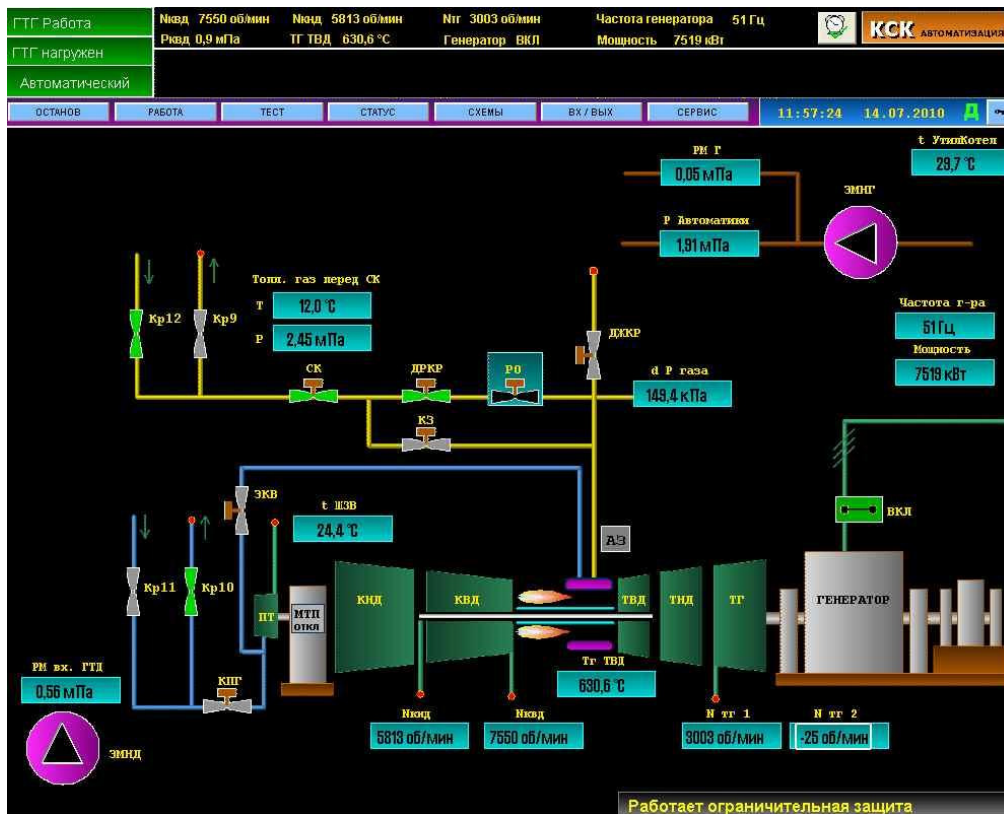 ГТГ Работа
ГТГ нагружен
Автоматический
Nквд 7550 об/мин Nкнд 5813 об/мин Nтг 3003 об/мин Частота генератора 51 Гц
Pквд 0,9 мПа ТГ ТВД 630,6 °C Генератор ВКЛ Мощность 7519 кВт
КСК АВТОМАТИЗАЦИЯ
ОСТАНОВ РАБОТА ТЕСТ СТАТУС СХЕМЫ ВХ / ВЫХ СЕРВИС 11:57:24 14.07.2010 Д
t УтилКотел
29,7 °C
РМ Г
0,05 мПа
ЭМНГ
Р Автоматики
1,91 мПа
Топл. газ перед СК
Т 12,0 °C
Р 2,45 мПа
Кр12 Кр9
ДЖКР
Частота г-ра
51 Гц
Мощность
7519 кВт
СК ДРКР РО
d P газа
149,4 кПа
КЗ
ЭКВ
t ШЗВ
24,4 °C
ВКЛ
АЗ
Кр11 Кр10
ПТ
МТП
откл
КНД КВД ТВД ТНД ТГ
ГЕНЕРАТОР
РМ вх. ГТД
0,56 мПа
КПГ
ЭМНД
Тг ТВД
630,6 °C
Nкнд Nквд N тг 1 N тг 2
5813 об/мин 7550 об/мин 3003 об/мин -25 об/мин
Работает ограничительная защита